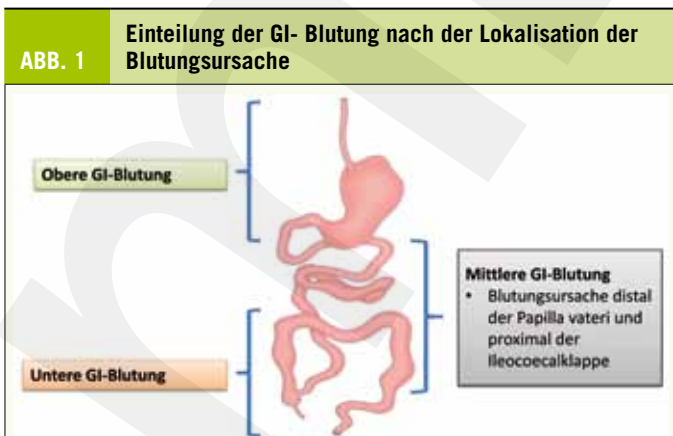 ABB. 1
Einteilung der GI- Blutung nach der Lokalisation der
Blutungsursache
Obere GI-Blutung
Mittlere GI-Blutung
• Blutungsursache distal
der Papilla vateri und
proximal der
Ileocoecalklappe
Untere GI-Blutung